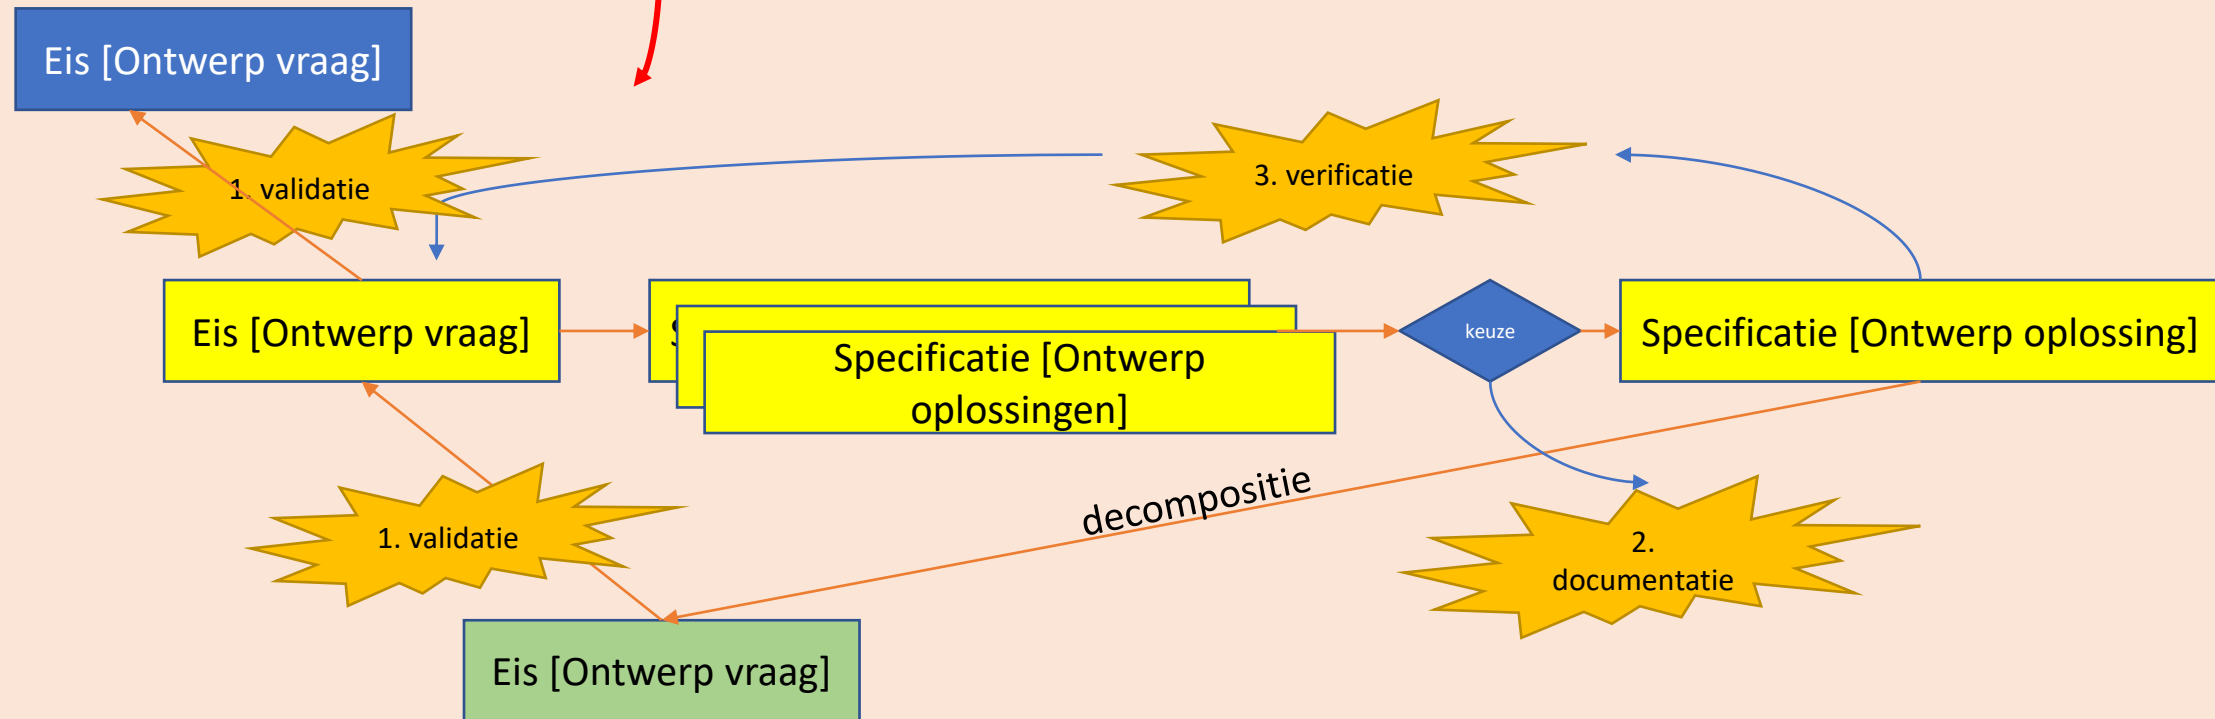 Eis [Ontwerp vraag]
1. validatie
3. verificatie
Eis [Ontwerp vraag]
Specificatie [Ontwerp
oplossingen]
keuze
Specificatie [Ontwerp oplossing]
decompositie
1. validatie
2.
documentatie
Eis [Ontwerp vraag]